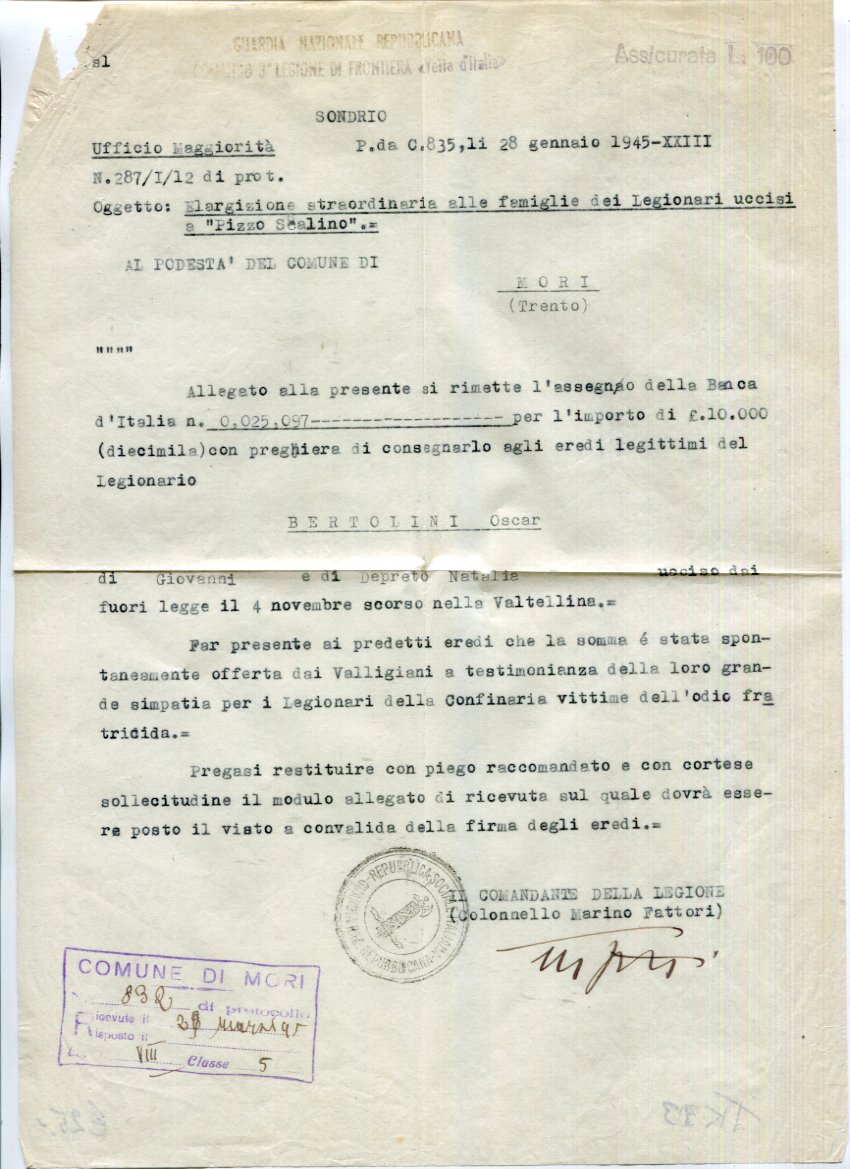 sl
GUARDIA NAZIONALE REPUBBLICANA
COMANDO 3ª LEGIONE DI FRONTIERA «Vetta d'Italia»
Assicurata L. 100
SONDRIO
Ufficio Maggiorità P.da C.835,li 28 gennaio 1945-XXIII
N.287/I/12 di prot.
Oggetto: Elargizione straordinaria alle famiglie dei Legionari uccisi
a "Pizzo Scalino".=
AL PODESTA' DEL COMUNE DI
M O R I
(Trento)
""""
Allegato alla presente si rimette l'assegno della Banca
d'Italia n. 0,025,097------------------- per l'importo di £.10.000
(diecimila)con preghiera di consegnarlo agli eredi legittimi del
Legionario
B E R T O L I N I Oscar
di Giovanni e di Depreto Natalia ucciso dai
fuori legge il 4 novembre scorso nella Valtellina.=
Far presente ai predetti eredi che la somma é stata spon-
taneamente offerta dai Valligiani a testimonianza della loro gran-
de simpatia per i Legionari della Confinaria vittime dell'odio fra
tricida.=
Pregasi restituire con piego raccomandato e con cortese
sollecitudine il modulo allegato di ricevuta sul quale dovrà esse-
re posto il visto a convalida della firma degli eredi.=
REPUBBLICA SOCIALE ITALIANA
IL COMANDANTE DELLA LEGIONE
(Colonnello Marino Fattori)
COMUNE DI MORI
832 di protocollo
Ricevuto il 28
Risposto il
VIII Classe 5